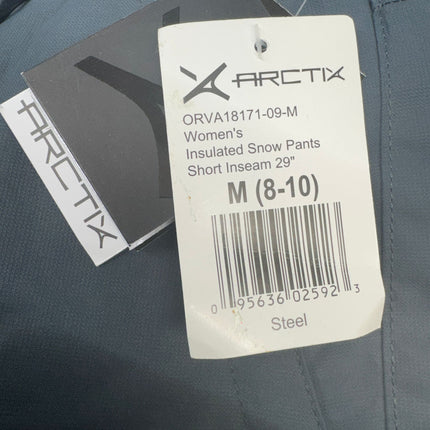 ARCTIX
ORVA18171-09-M
Women's
Insulated Snow Pants
Short Inseam 29"
M (8-10)
0 95636 02592 3
Steel
ARCTIX